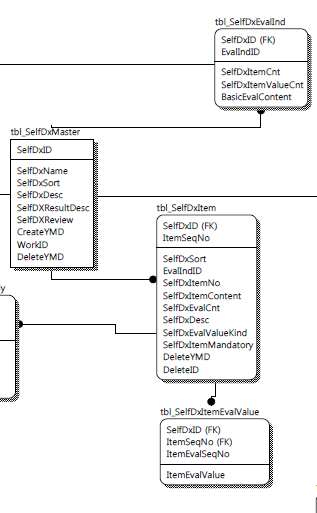 tbl_SelfDxEvalInd
SelfDxID (FK)
EvalIndID
SelfDxItemCnt
SelfDxItemValueCnt
BasicEvalContent
tbl_SelfDxMaster
SelfDxID
SelfDxName
SelfDxSort
SelfDxDesc
SelfDXResultDesc
SelfDXReview
CreateYMD
WorkID
DeleteYMD
tbl_SelfDxItem
SelfDxID (FK)
ItemSeqNo
SelfDxSort
EvalIndID
SelfDxItemNo
SelfDxItemContent
SelfDxEvalCnt
SelfDxDesc
SelfDxEvalValueKind
SelfDxItemMandatory
DeleteYMD
DeleteID
y
tbl_SelfDxItemEvalValue
SelfDxID (FK)
ItemSeqNo (FK)
ItemEvalSeqNo
ItemEvalValue